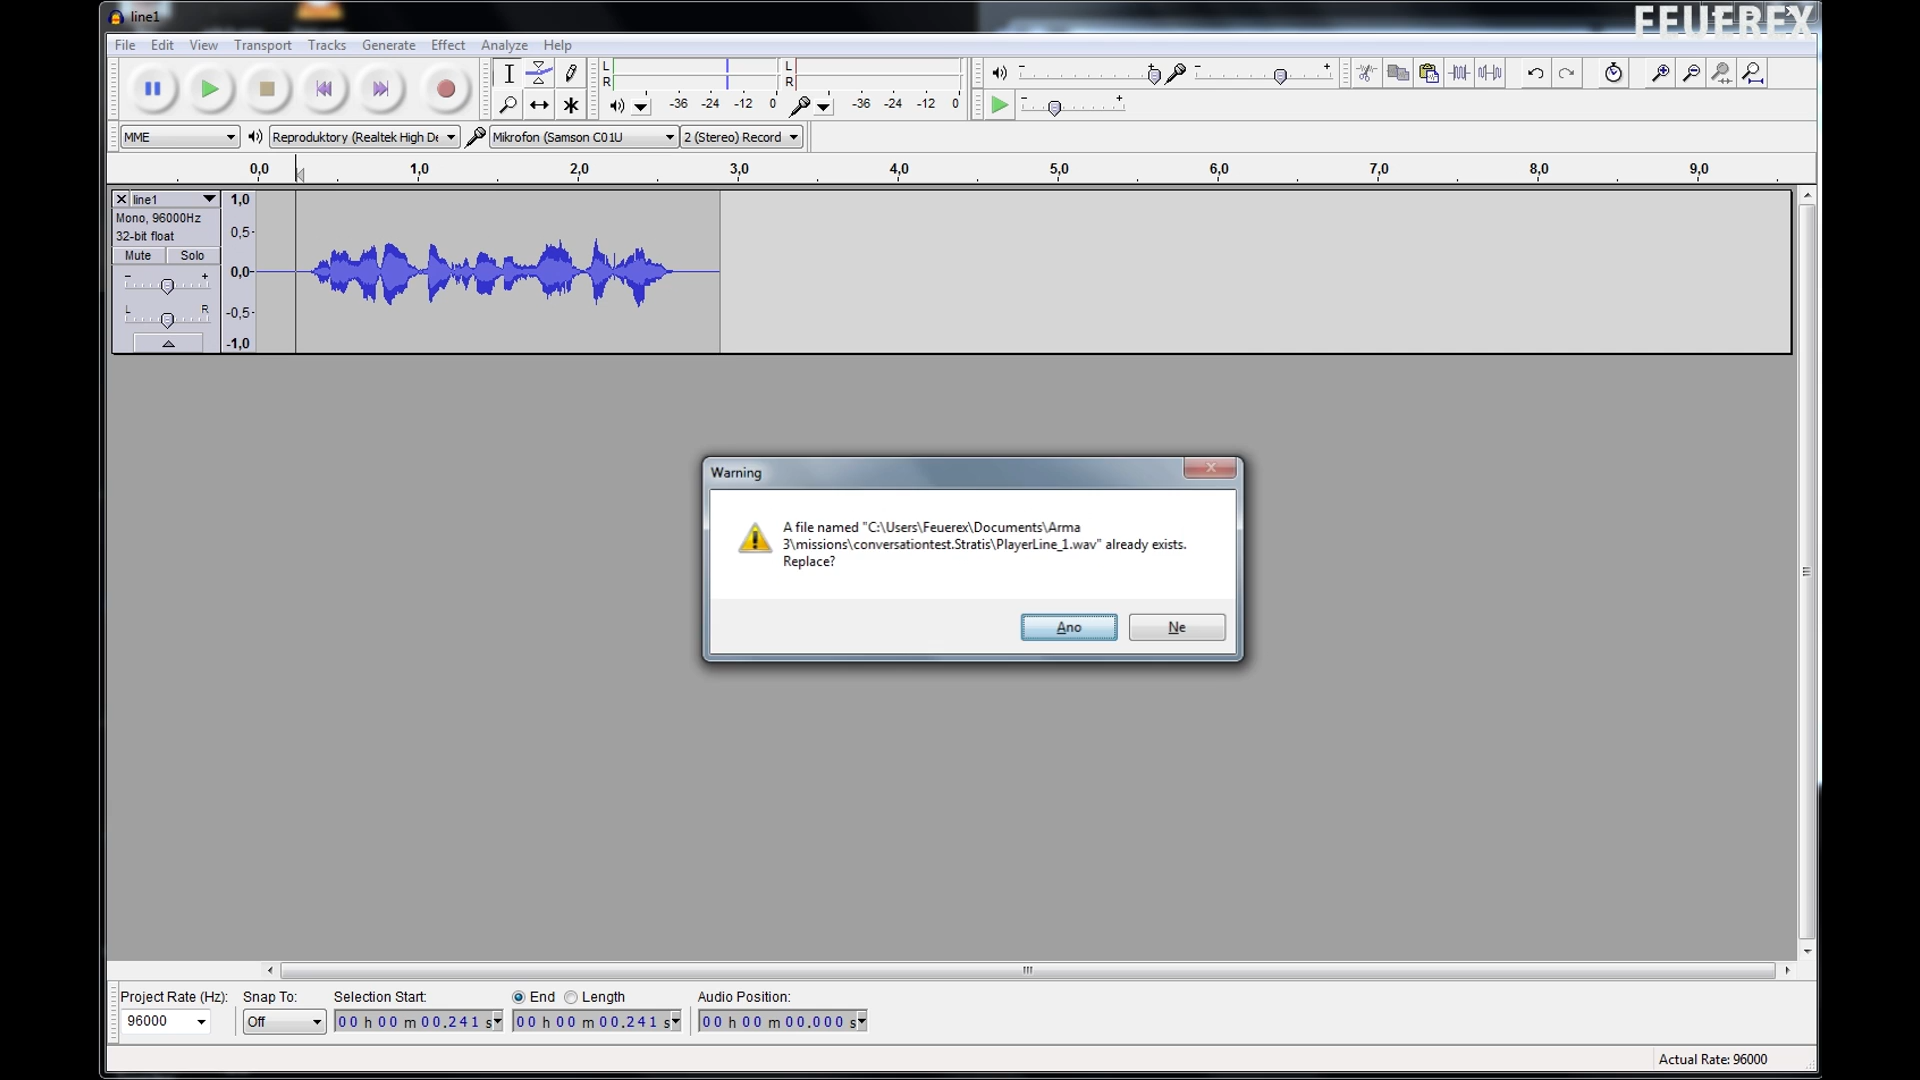 line1
FEUEREX
File Edit View Transport Tracks Generate Effect Analyze Help
L
R
-36 -24 -12 0
L
R
-36 -24 -12 0
MME
Reproduktory (Realtek High De
Mikrofon (Samson C01U
2 (Stereo) Record
0,0 1,0 2,0 3,0 4,0 5,0 6,0 7,0 8,0 9,0
line1
Mono, 96000Hz
32-bit float
Mute Solo
- +
L R
1,0
0,5-
0,0-
-0,5-
-1,0
Warning
A file named "C:\Users\Feuerex\Documents\Arma
3\missions\conversationtest.Stratis\PlayerLine_1.wav" already exists.
Replace?
Ano
Ne
Project Rate (Hz): Snap To: Selection Start: End Length Audio Position:
96000 Off 00 h 00 m 00.241 s 00 h 00 m 00.241 s 00 h 00 m 00.000 s
Actual Rate: 96000